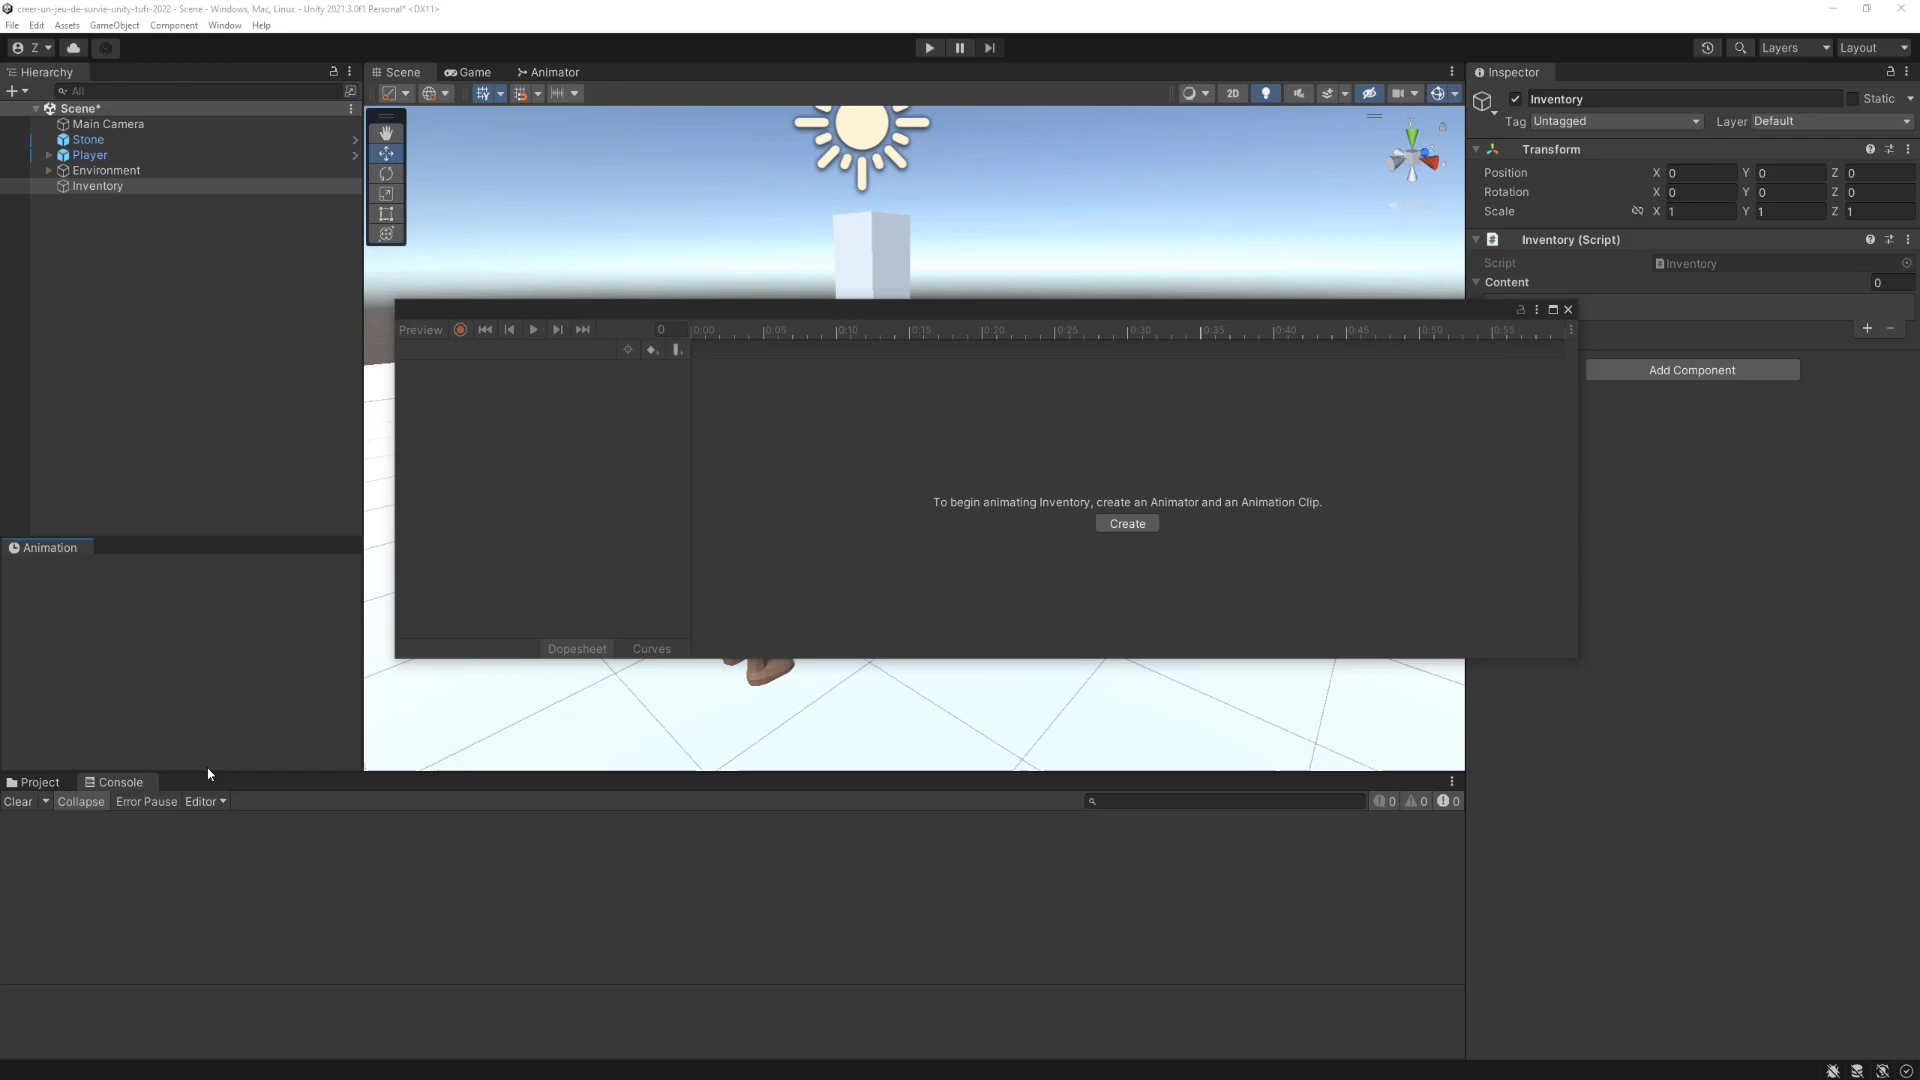 creer-un-jeu-de-survie-unity-tufr-2022 - Scene - Windows, Mac, Linux - Unity 2021.3.0f1 Personal* <DX11>
File Edit Assets GameObject Component Window Help
Z Layers Layout
Hierarchy Scene Game Animator Inspector
All
2D
Scene*
Main Camera
Stone
Player
Environment
Inventory
Inventory Static
Tag Untagged Layer Default
Transform
Position X 0 Y 0 Z 0
Rotation X 0 Y 0 Z 0
Scale X 1 Y 1 Z 1
Inventory (Script)
Script Inventory
Content 0
Add Component
Preview 0 0:00 0:05 0:10 0:15 0:20 0:25 0:30 0:35 0:40 0:45 0:50 0:55
To begin animating Inventory, create an Animator and an Animation Clip.
Create
Dopesheet Curves
Animation
Project Console
Clear Collapse Error Pause Editor 0 0 0